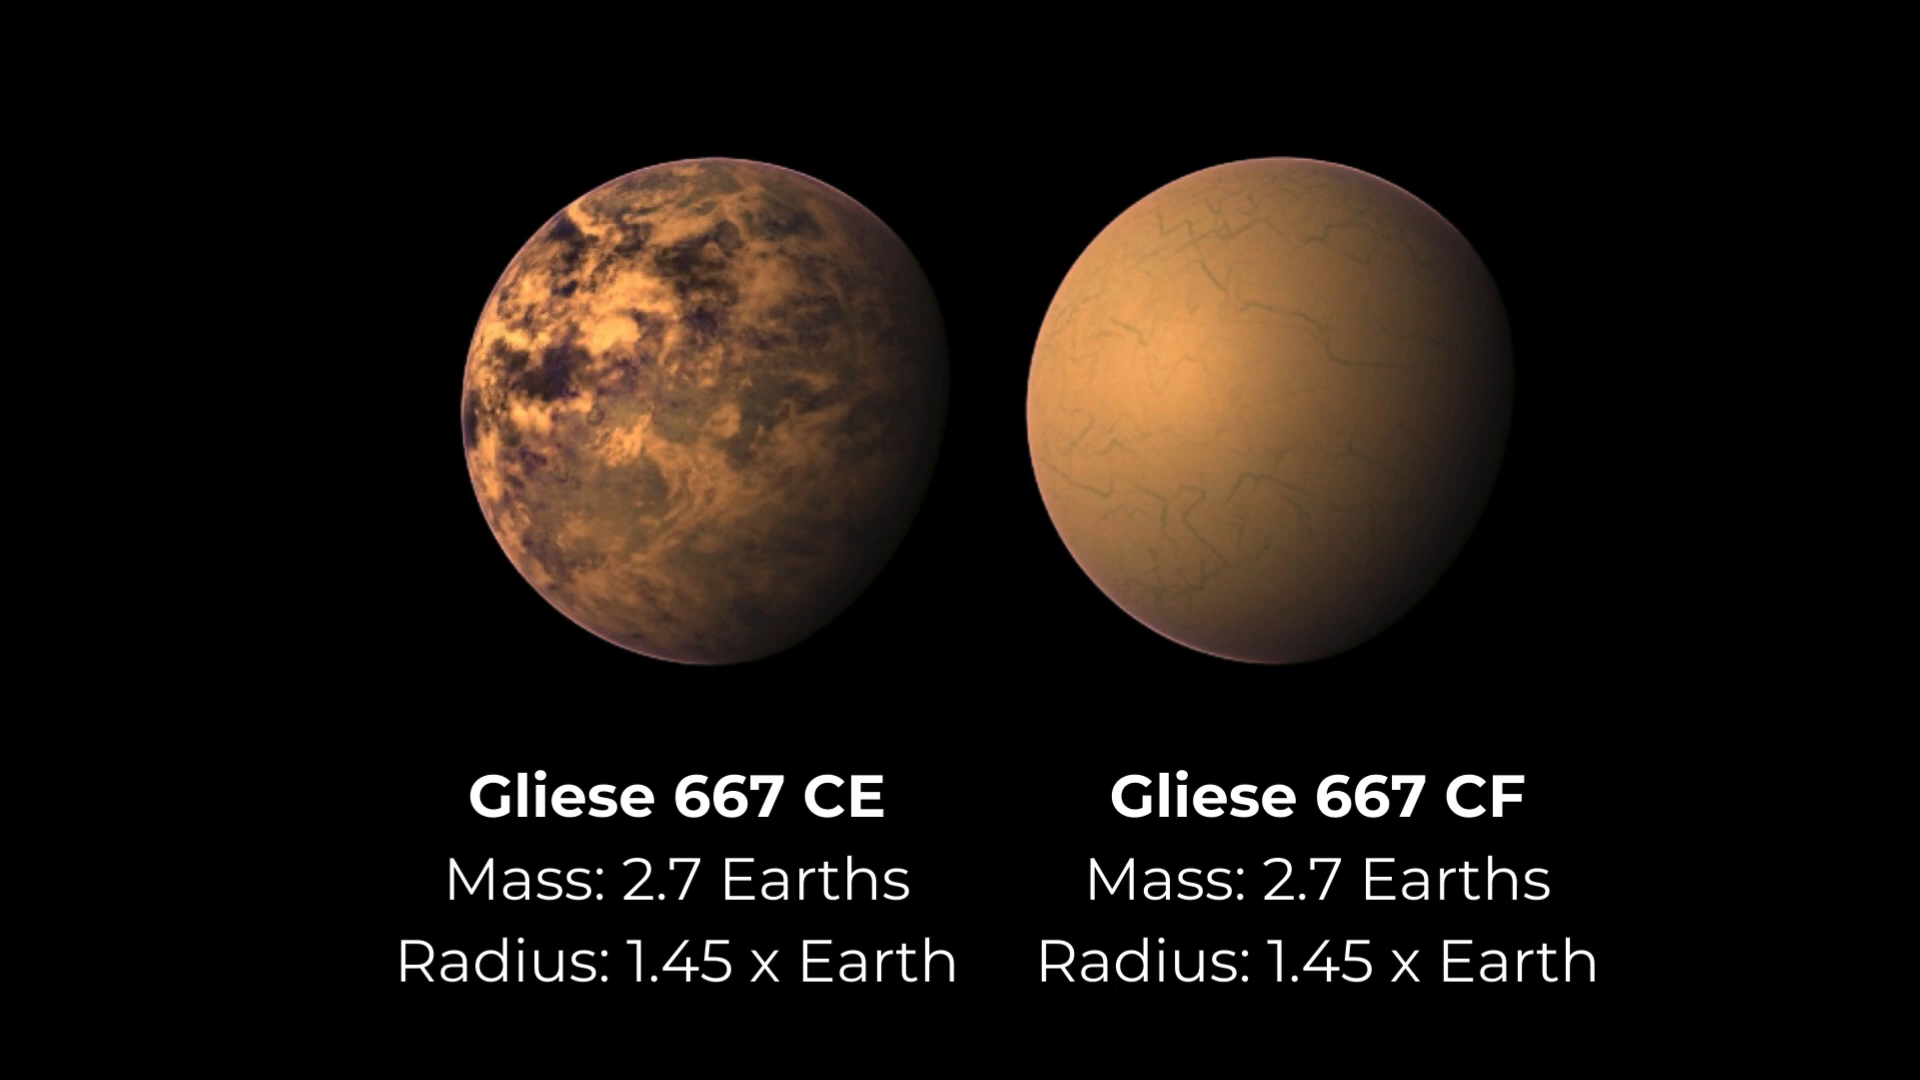 Gliese 667 CE
Mass: 2.7 Earths
Radius: 1.45 x Earth
Gliese 667 CF
Mass: 2.7 Earths
Radius: 1.45 x Earth